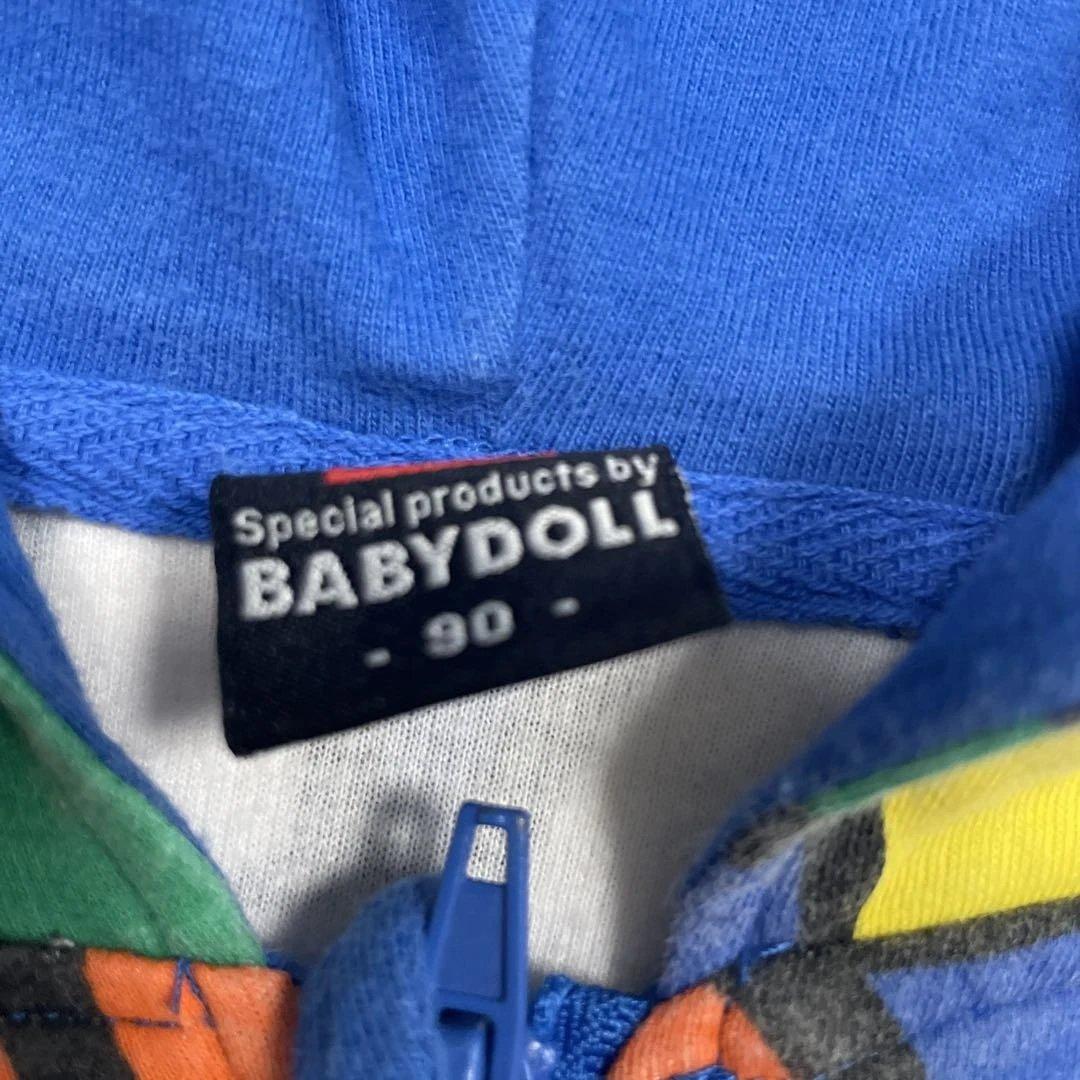 Special products by
BABYDOLL
- 90 -